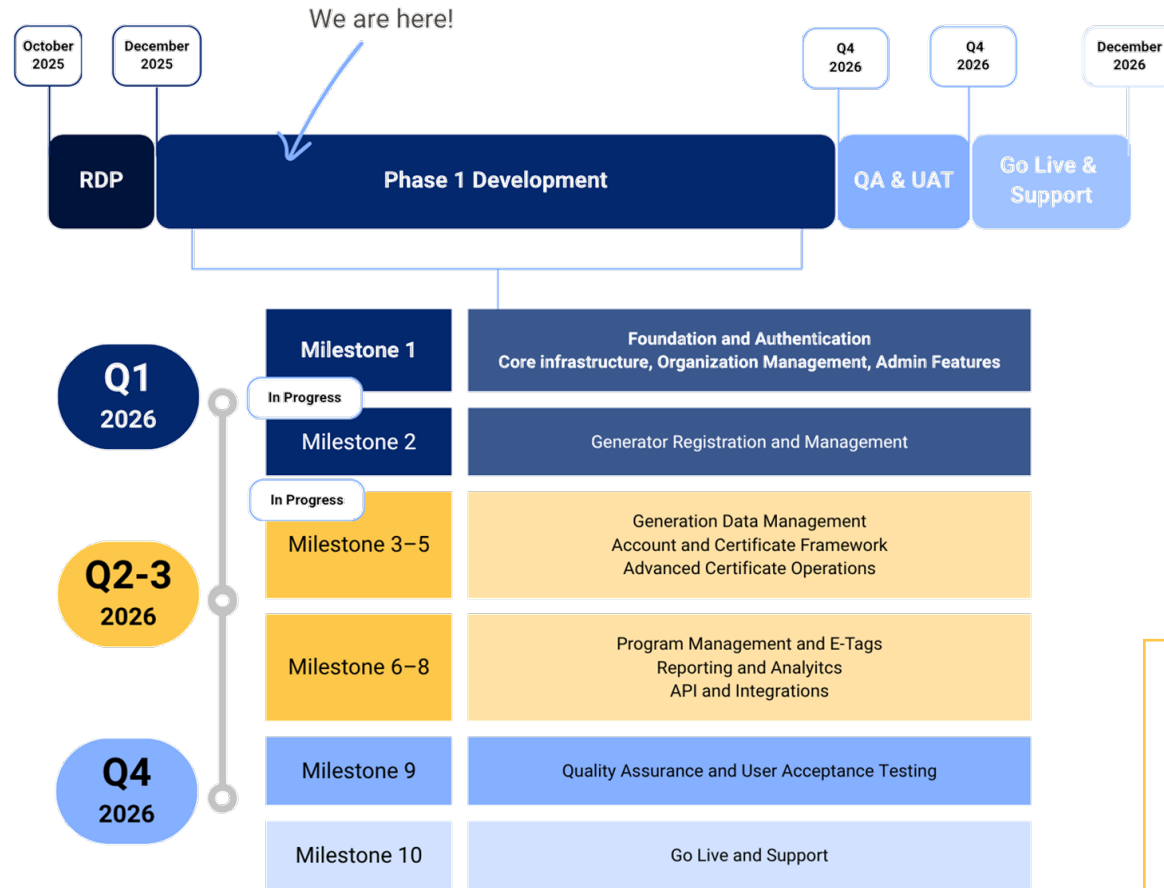 We are here!
October
2025
December
2025
Q4
2026
Q4
2026
December
2026
RDP
Phase 1 Development
QA & UAT
Go Live &
Support
Q1
2026
Milestone 1
Foundation and Authentication
Core infrastructure, Organization Management, Admin Features
In Progress
Milestone 2
Generator Registration and Management
In Progress
Q2-3
2026
Milestone 3–5
Generation Data Management
Account and Certificate Framework
Advanced Certificate Operations
Milestone 6–8
Program Management and E-Tags
Reporting and Analyitcs
API and Integrations
Q4
2026
Milestone 9
Quality Assurance and User Acceptance Testing
Milestone 10
Go Live and Support